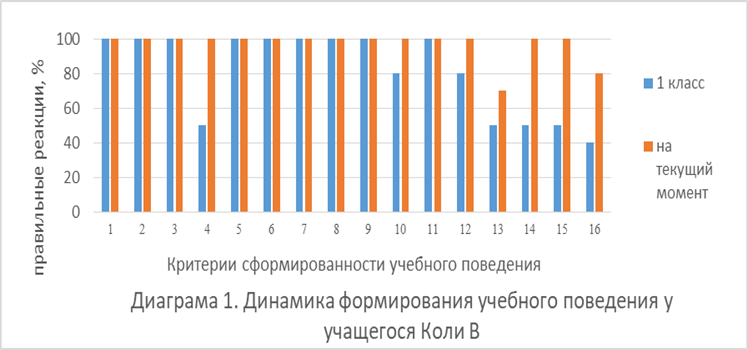 правильные реакции, %
100
80
60
40
20
0
1 2 3 4 5 6 7 8 9 10 11 12 13 14 15 16
Критерии сформированности учебного поведения
1 класс
на
текущий
момент
Диаграма 1. Динамика формирования учебного поведения у
учащегося Коли В